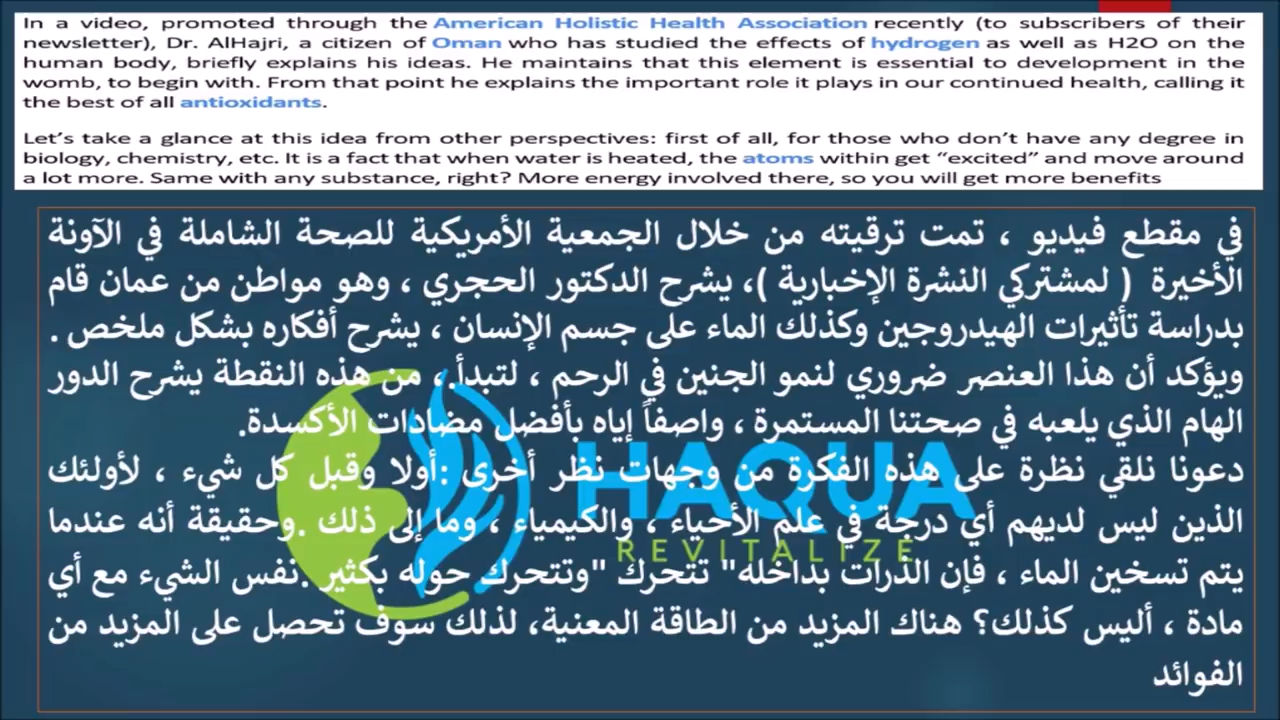 In a video, promoted through the American Holistic Health Association recently (to subscribers of their
newsletter), Dr. AlHajri, a citizen of Oman who has studied the effects of hydrogen as well as H2O on the
human body, briefly explains his ideas. He maintains that this element is essential to development in the
womb, to begin with. From that point he explains the important role it plays in our continued health, calling it
the best of all antioxidants.
Let's take a glance at this idea from other perspectives: first of all, for those who don't have any degree in
biology, chemistry, etc. It is a fact that when water is heated, the atoms within get “excited” and move around
a lot more. Same with any substance, right? More energy involved there, so you will get more benefits
في مقطع فيديو ، تمت ترقيته من خلال الجمعية الأمريكية للصحة الشاملة في الآونة
الأخيرة ( لمشتركي النشرة الإخبارية )، يشرح الدكتور الحجري ، وهو مواطن من عمان قام
بدراسة تأثيرات الهيدروجين وكذلك الماء على جسم الإنسان ، يشرح أفكاره بشكل ملخص .
ويؤكد أن هذا العنصر ضروري لنمو الجنين في الرحم ، لتبدأ.، من هذه النقطة يشرح الدور
الهام الذي يلعبه في صحتنا المستمرة ، واصفاً إياه بأفضل مضادات الأكسدة.
دعونا نلقي نظرة على هذه الفكرة من وجهات نظر أخرى :أولا وقبل كل شيء ، لأولئك
الذين ليس لديهم أي درجة في علم الأحياء ، والكيمياء ، وما إلى ذلك .وحقيقة أنه عندما
يتم تسخين الماء ، فإن الذرات بداخله" تتحرك "وتتحرك حوله بكثير .نفس الشيء مع أي
مادة ، أليس كذلك؟ هناك المزيد من الطاقة المعنية، لذلك سوف تحصل على المزيد من
الفوائد
HAQUA
REVITALIZE